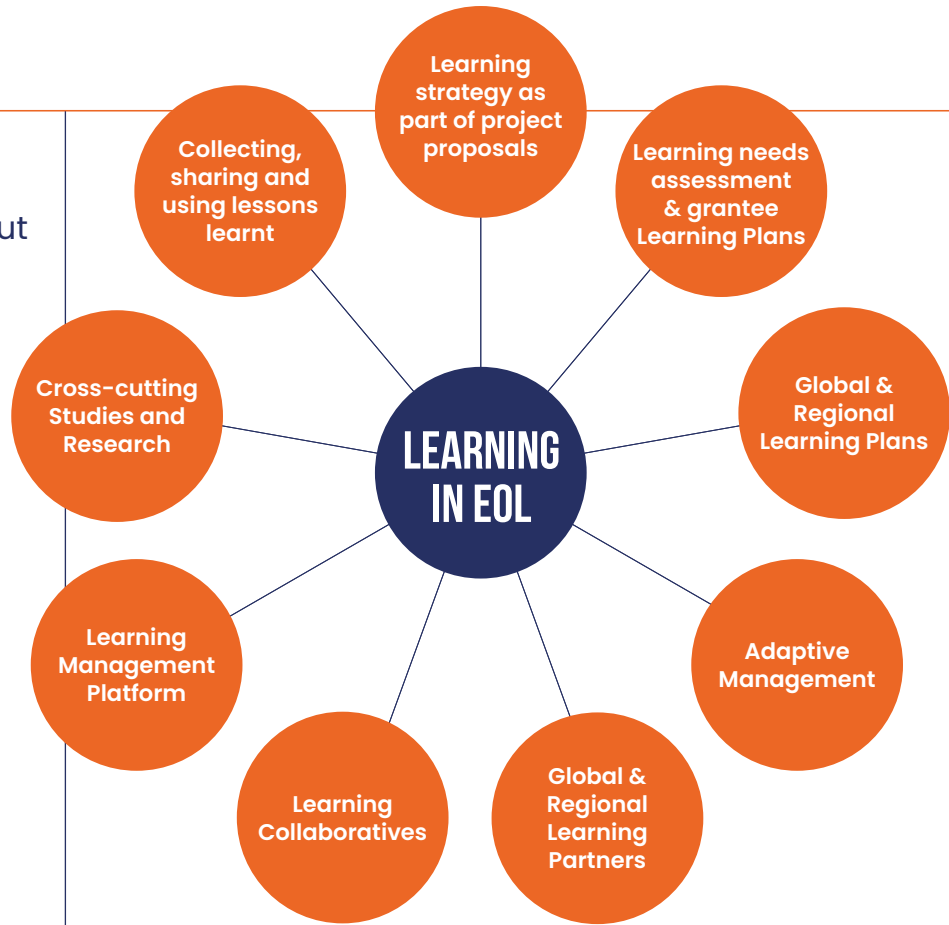 Learning
strategy as
part of project
proposals
Collecting,
sharing and
using lessons
learnt
Learning needs
assessment
& grantee
Learning Plans
Cross-cutting
Studies and
Research
Global &
Regional
Learning Plans
LEARNING
IN EOL
Learning
Management
Platform
Adaptive
Management
Learning
Collaboratives
Global &
Regional
Learning
Partners